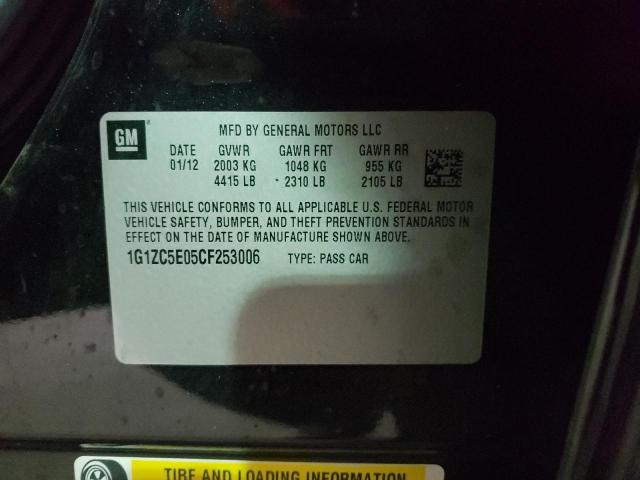 GM
MFD BY GENERAL MOTORS LLC
DATE GVWR GAWR FRT GAWR RR
01/12 2003 KG 1048 KG 955 KG
4415 LB 2310 LB 2105 LB
THIS VEHICLE CONFORMS TO ALL APPLICABLE U.S. FEDERAL MOTOR
VEHICLE SAFETY, BUMPER, AND THEFT PREVENTION STANDARDS IN
EFFECT ON THE DATE OF MANUFACTURE SHOWN ABOVE.
1G1ZC5E05CF253006 TYPE: PASS CAR
TIRE AND LOADING INFORMATION